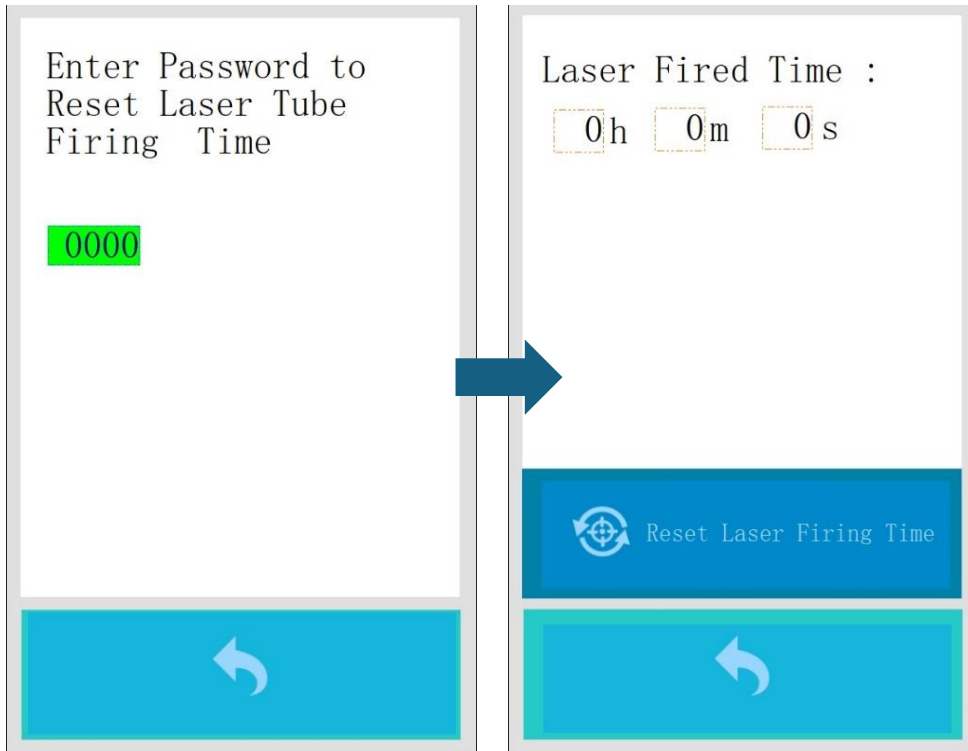 Enter Password to
Reset Laser Tube
Firing Time
0000
Laser Fired Time :
0h 0m 0s
Reset Laser Firing Time